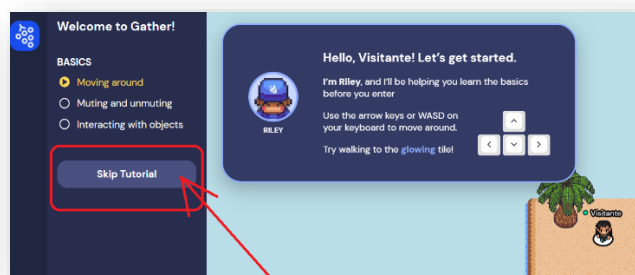 Welcome to Gather!
BASICS
Moving around
Muting and unmuting
Interacting with objects
Skip Tutorial
Hello, Visitante! Let's get started.
I'm Riley, and I'll be helping you learn the basics
before you enter
Use the arrow keys or WASD on
your keyboard to move around.
Try walking to the glowing tile!
RILEY
Visitante